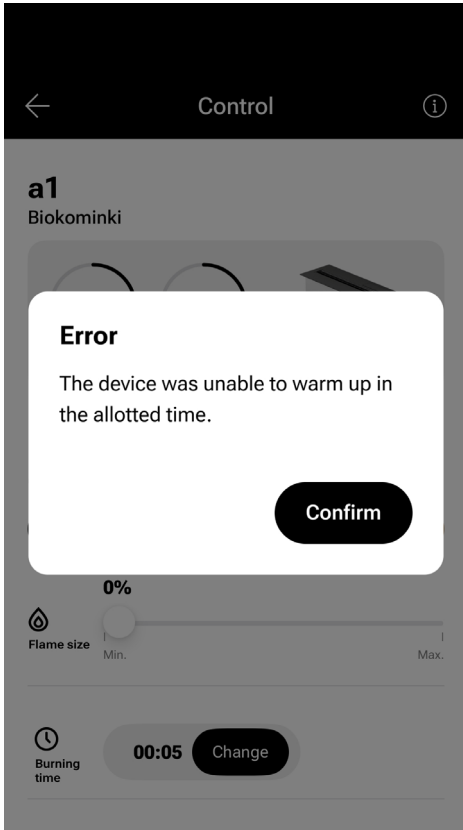 Control
a1
Biokominki
Error
The device was unable to warm up in
the allotted time.
Confirm
0%
Flame size
Min.
Max.
Burning
time
00:05
Change